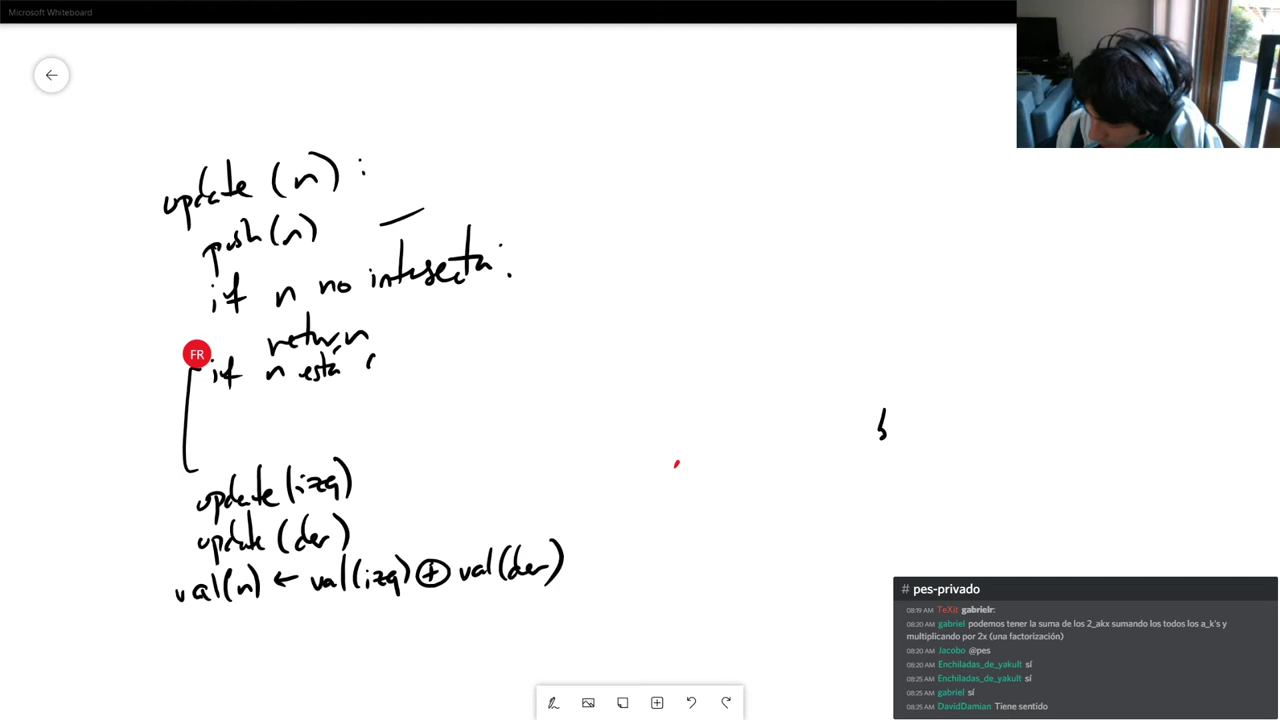 Microsoft Whiteboard
update (n) :
push(n)
if n no intersecta :
return
FR
if n está (
update(izq)
update(der)
val(n) ← val(izq) ⊕ val(der)
# pes-privado
08:19 AM TeXit gabrielr:
08:20 AM gabriel podemos tener la suma de los 2_akx sumando los todos los a_k's y
multiplicando por 2x (una factorización)
08:20 AM Jacobo @pes
08:20 AM Enchiladas_de_yakult sí
08:25 AM Enchiladas_de_yakult sí
08:25 AM gabriel sí
08:25 AM DavidDamian Tiene sentido